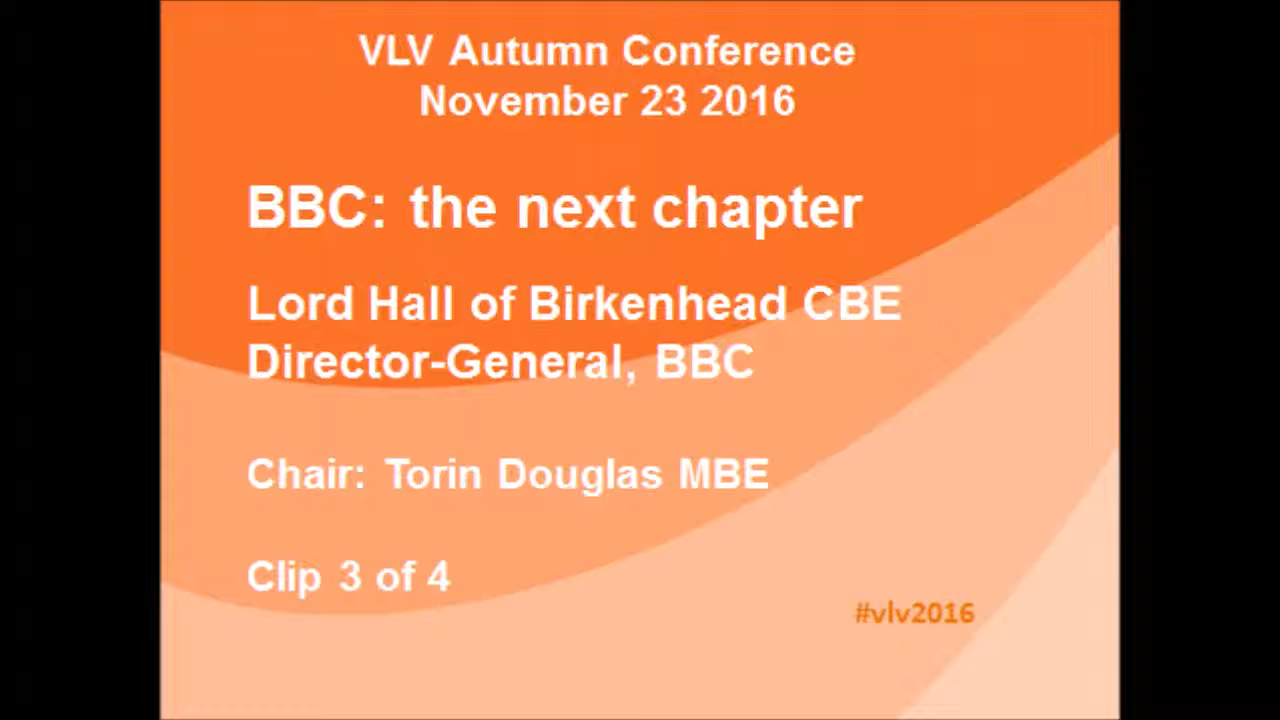 VLV Autumn Conference
November 23 2016
BBC: the next chapter
Lord Hall of Birkenhead CBE
Director-General, BBC
Chair: Torin Douglas MBE
Clip 3 of 4
#vlv2016